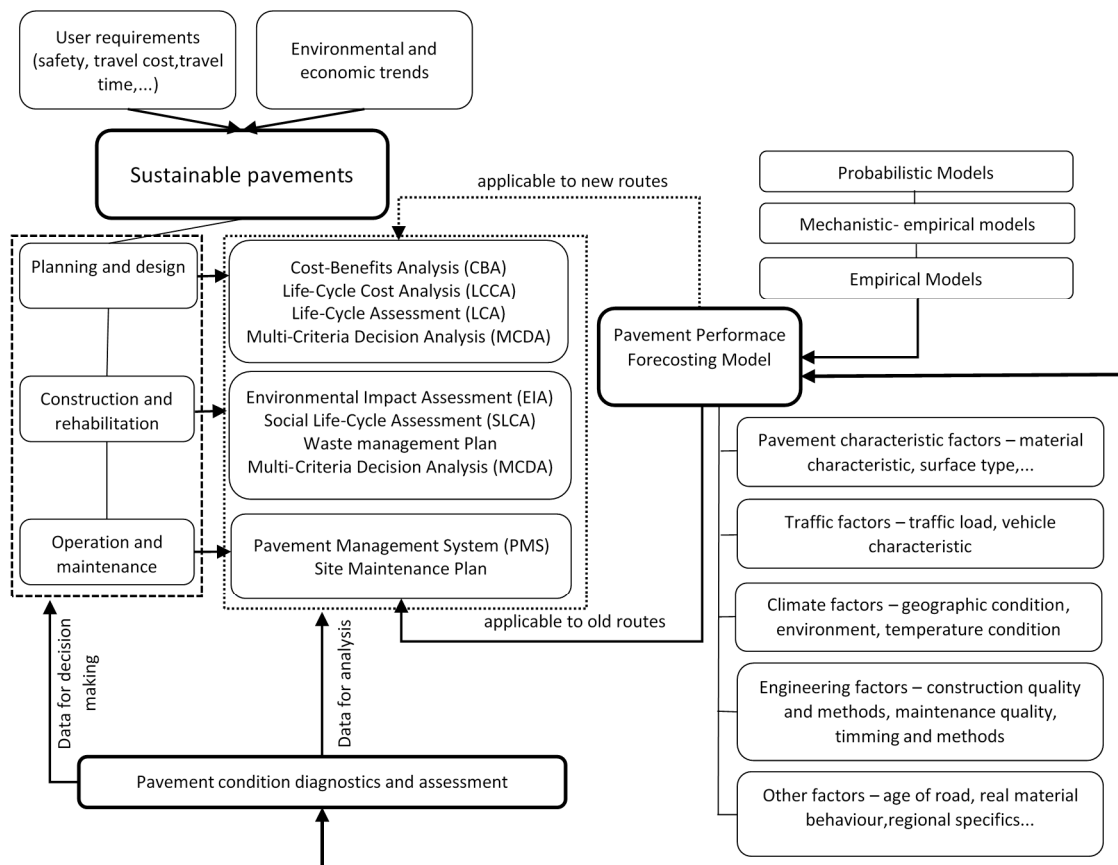 User requirements
(safety, travel cost,travel
time,...)
Environmental and
economic trends
Sustainable pavements
applicable to new routes
Probabilistic Models
Mechanistic- empirical models
Empirical Models
Planning and design
Cost-Benefits Analysis (CBA)
Life-Cycle Cost Analysis (LCCA)
Life-Cycle Assessment (LCA)
Multi-Criteria Decision Analysis (MCDA)
Pavement Performace
Forecosting Model
Construction and
rehabilitation
Environmental Impact Assessment (EIA)
Social Life-Cycle Assessment (SLCA)
Waste management Plan
Multi-Criteria Decision Analysis (MCDA)
Pavement characteristic factors – material
characteristic, surface type,...
Operation and
maintenance
Pavement Management System (PMS)
Site Maintenance Plan
Traffic factors – traffic load, vehicle
characteristic
applicable to old routes
Climate factors – geographic condition,
environment, temperature condition
Data for decision
making
Data for analysis
Engineering factors – construction quality
and methods, maintenance quality,
timming and methods
Pavement condition diagnostics and assessment
Other factors – age of road, real material
behaviour,regional specifics...